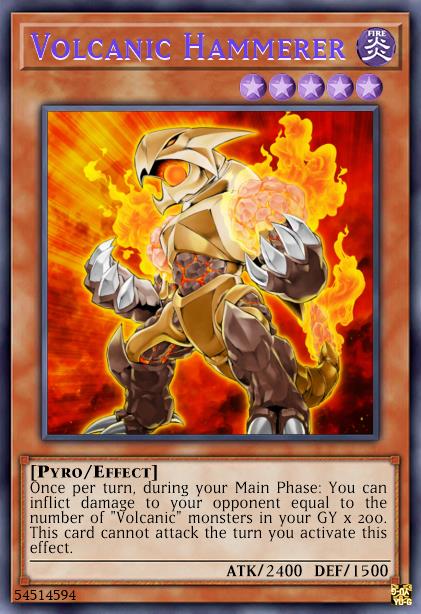 Volcanic Hammerer
FIRE
炎
[Pyro/Effect]
Once per turn, during your Main Phase: You can
inflict damage to your opponent equal to the
number of "Volcanic" monsters in your GY x 200.
This card cannot attack the turn you activate this
effect.
ATK/2400 DEF/1500
54514594